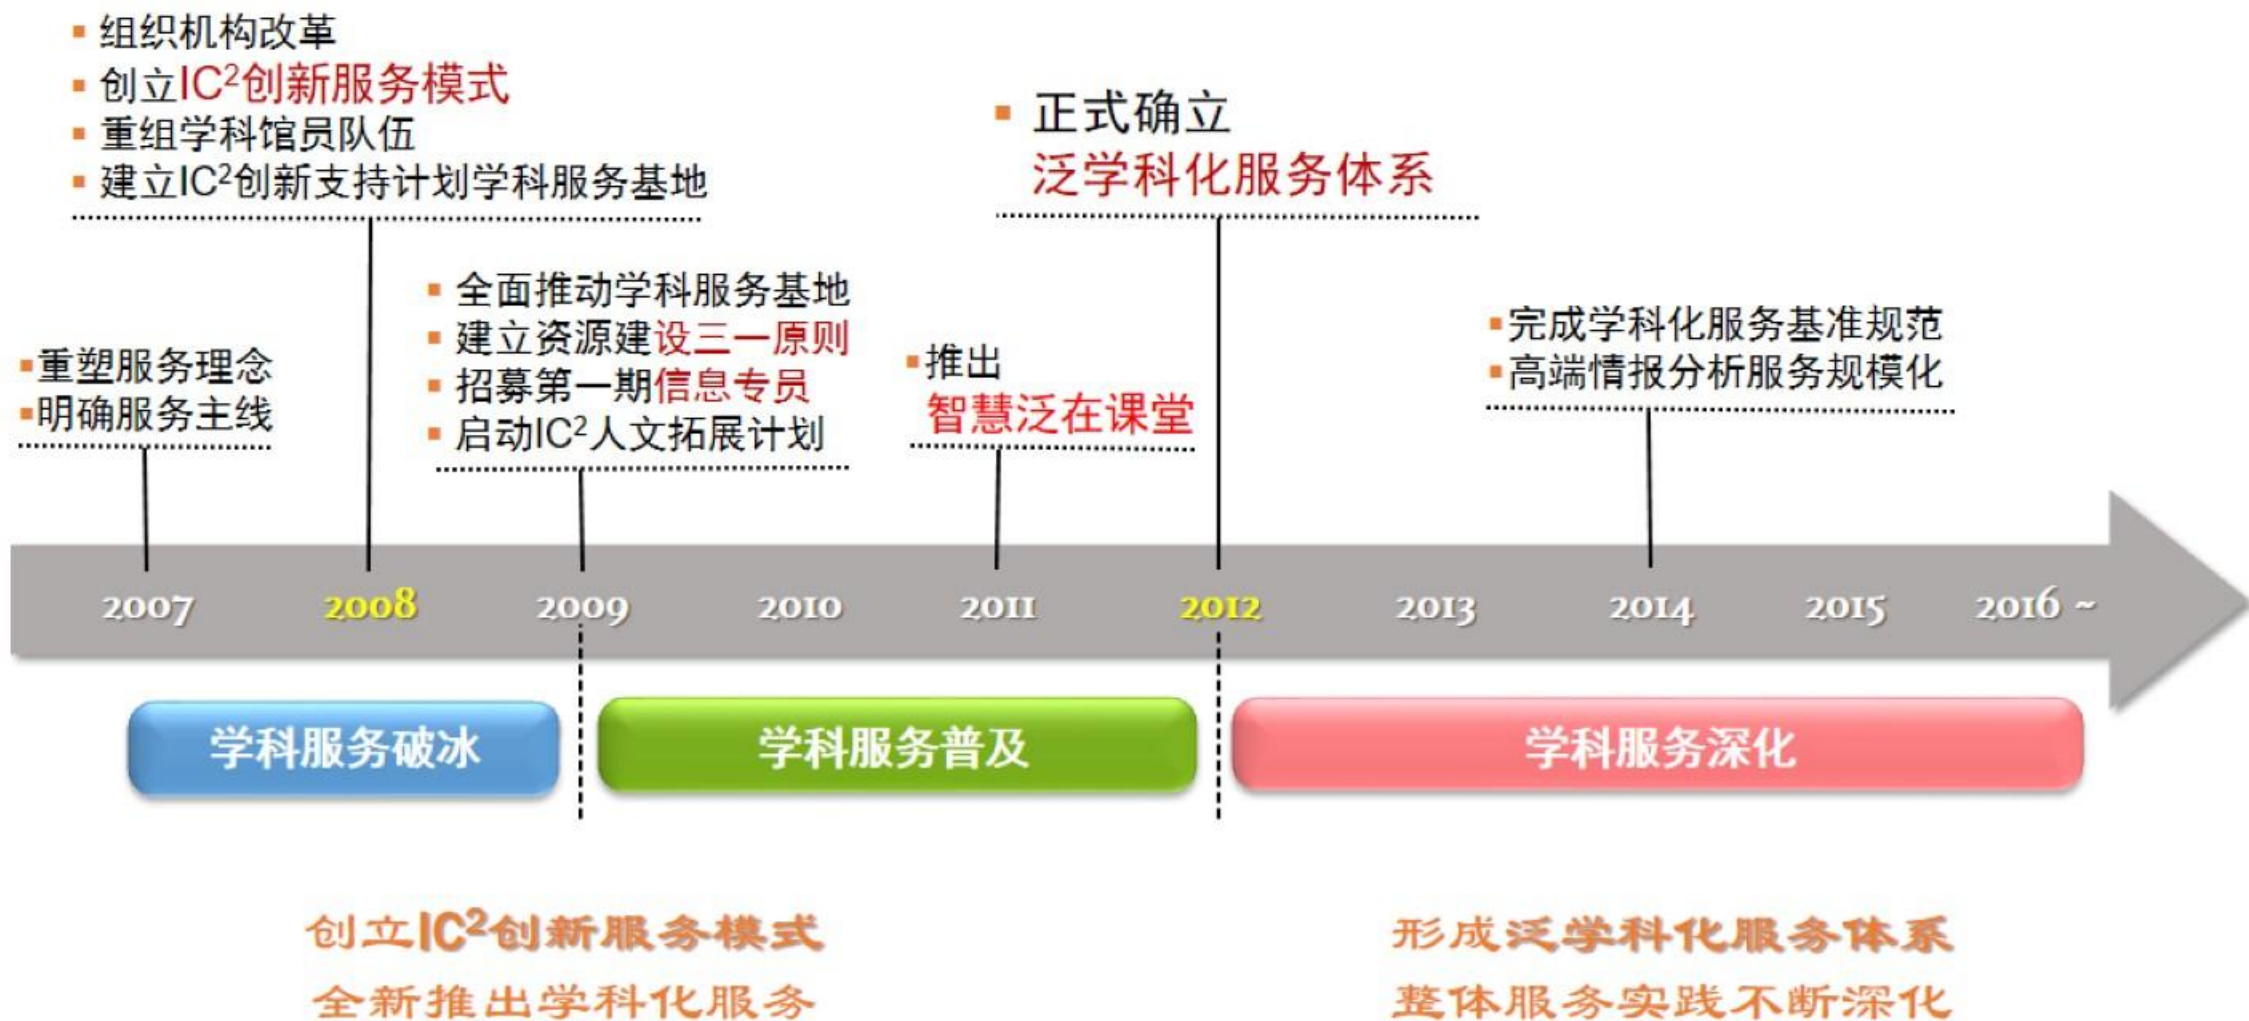 ▪ 组织机构改革
▪ 创立IC²创新服务模式
▪ 重组学科馆员队伍
▪ 建立IC²创新支持计划学科服务基地
▪ 正式确立
泛学科化服务体系
▪ 全面推动学科服务基地
▪ 建立资源建设三一原则
▪ 招募第一期信息专员
▪ 启动IC²人文拓展计划
▪重塑服务理念
▪明确服务主线
▪推出
智慧泛在课堂
▪完成学科化服务基准规范
▪高端情报分析服务规模化
2007 2008 2009 2010 2011 2012 2013 2014 2015 2016 ~
学科服务破冰
学科服务普及
学科服务深化
创立IC²创新服务模式
全新推出学科化服务
形成泛学科化服务体系
整体服务实践不断深化